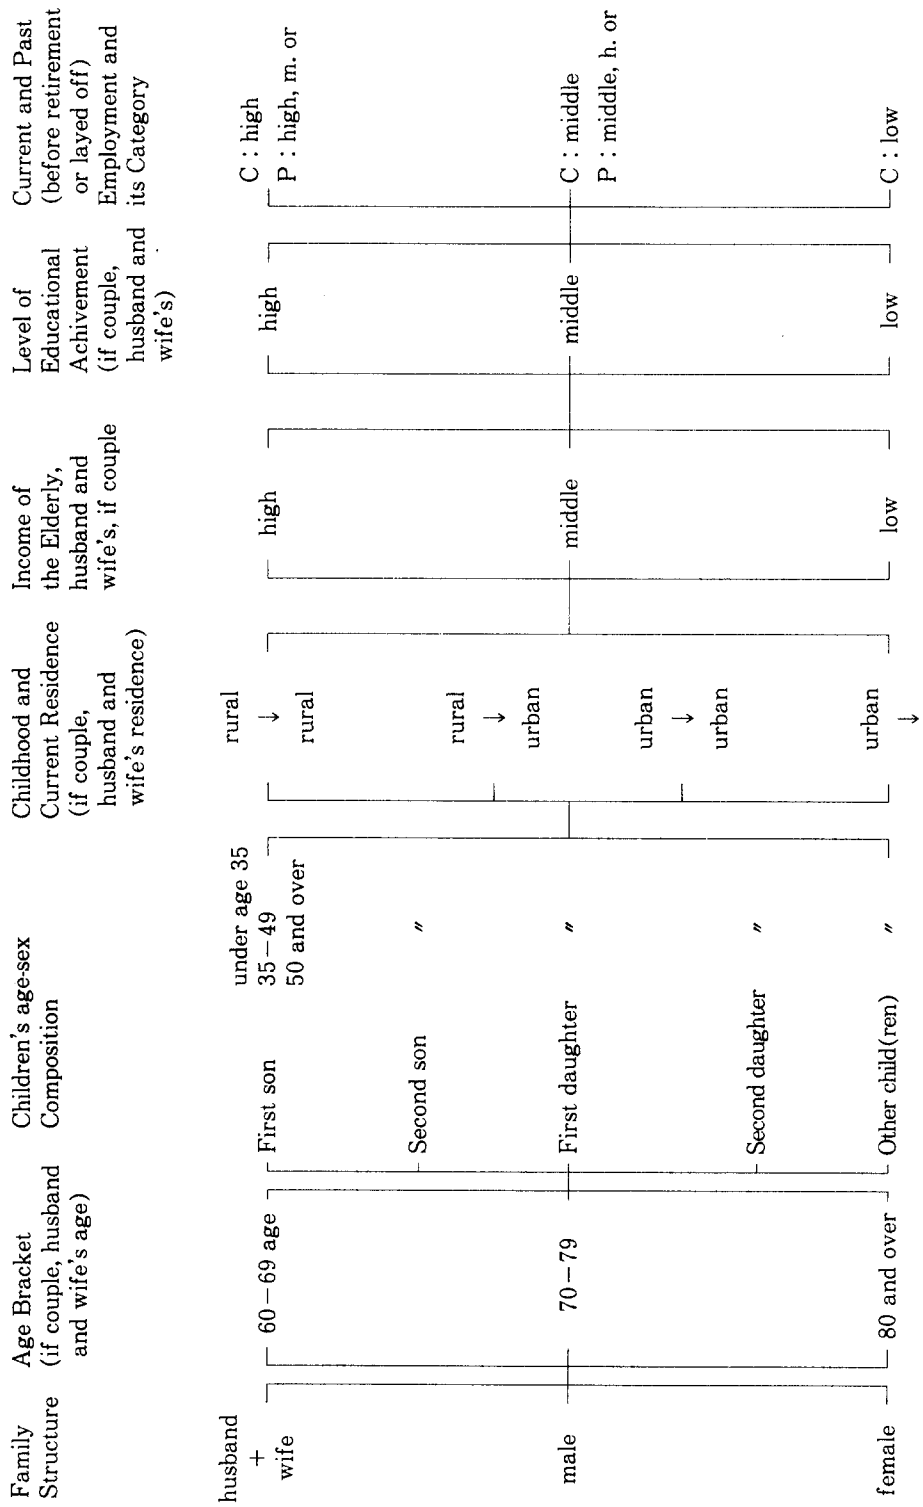 Family
Structure
Age Bracket
(if couple, husband
and wife's age)
Children's age-sex
Composition
Childhood and
Current Residence
(if couple,
husband and
wife's residence)
Income of
the Elderly,
husband and
wife's, if couple
Level of
Educational
Achivement
(if couple,
husband and
wife's)
Current and Past
(before retirement
or layed off)
Employment and
its Category
husband
+
wife
male
female
60–69 age
70–79
80 and over
First son
Second son
First daughter
Second daughter
Other child(ren)
under age 35
35–49
50 and over
〃
〃
〃
〃
rural
↓
rural
rural
↓
urban
urban
↓
urban
urban
↓
high
middle
low
high
middle
low
C : high
P : high, m. or
C : middle
P : middle, h. or
C : low